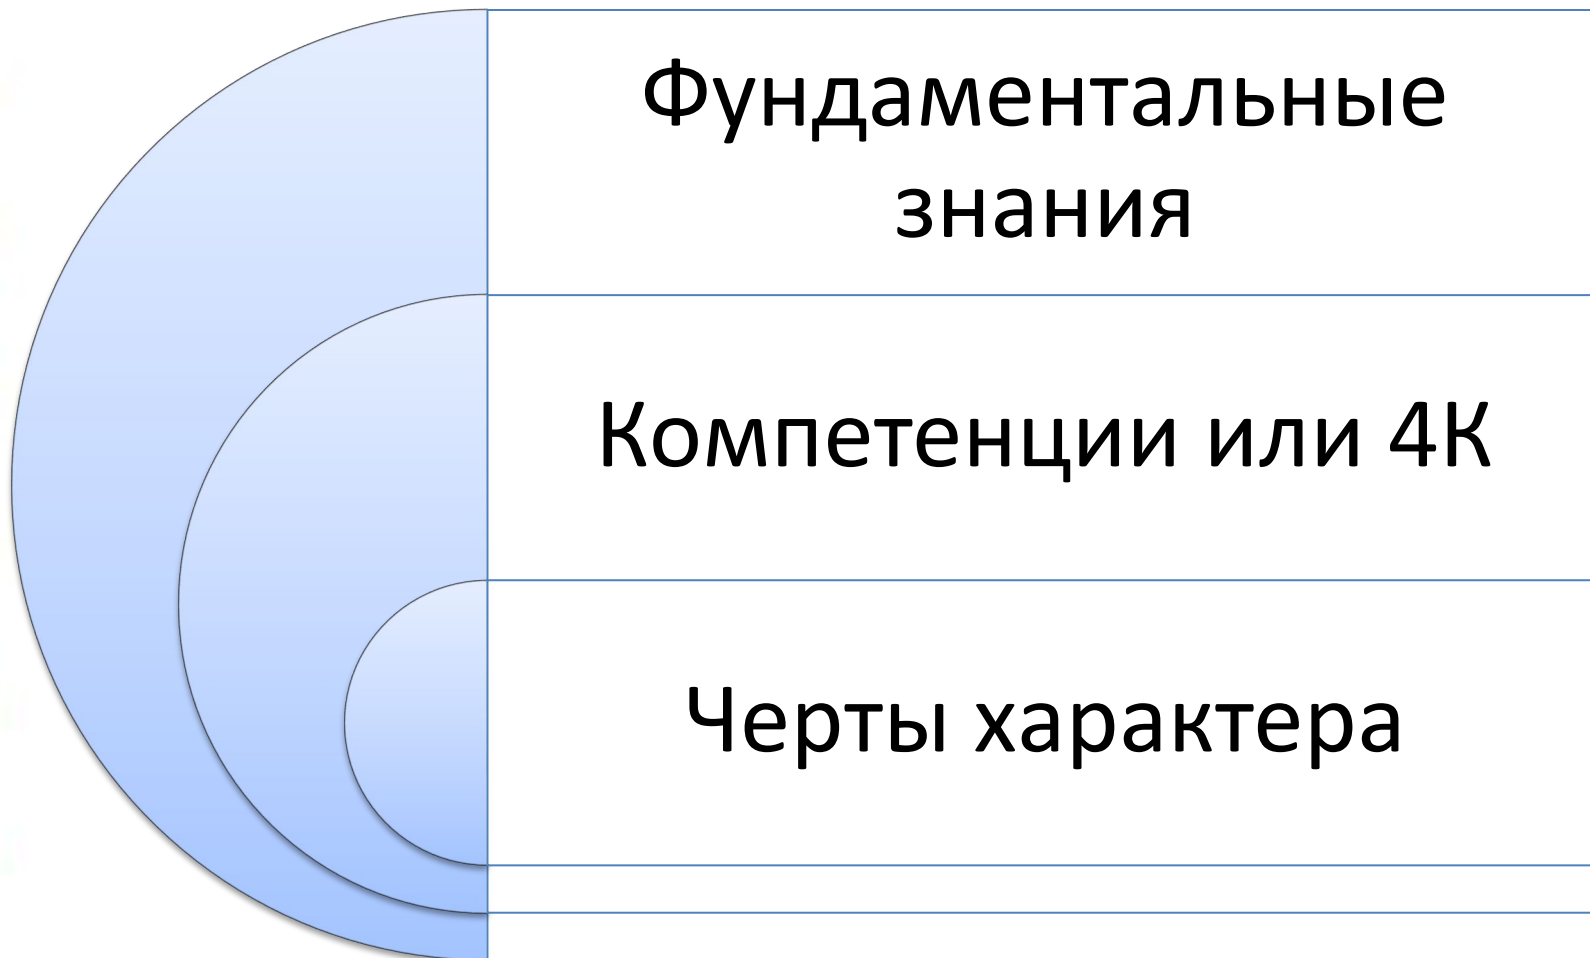 Фундаментальные
знания
Компетенции или 4К
Черты характера